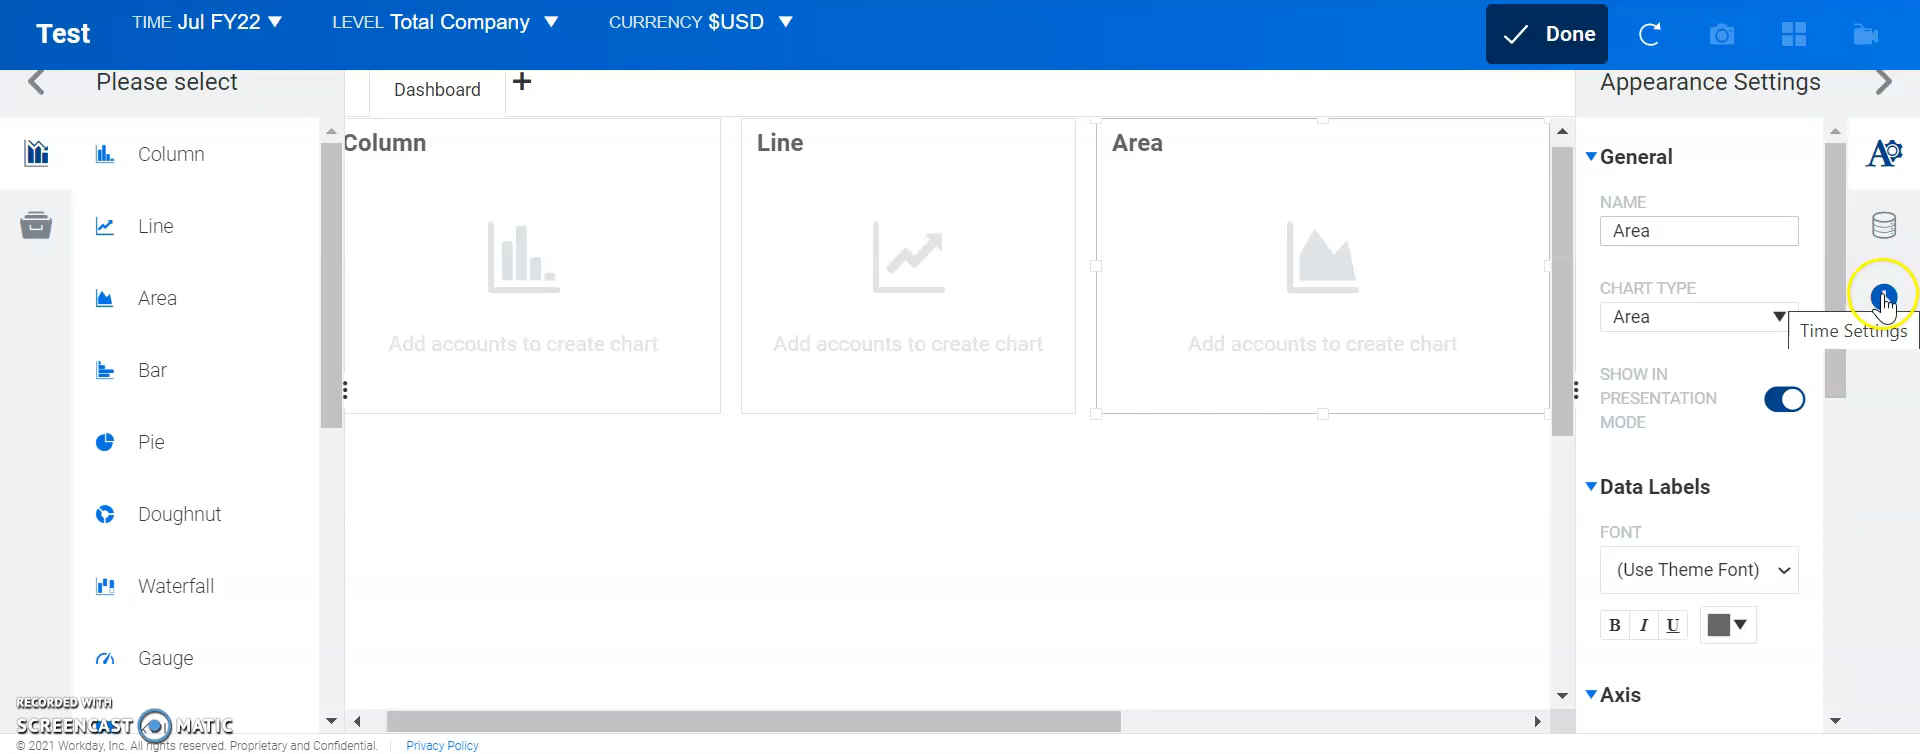 Test
TIME Jul FY22
LEVEL Total Company
CURRENCY $USD
Done
Please select
Dashboard
Appearance Settings
Column
Line
Area
Bar
Pie
Doughnut
Waterfall
Gauge
Column
Add accounts to create chart
Line
Add accounts to create chart
Area
Add accounts to create chart
General
NAME
Area
CHART TYPE
Area
Time Settings
SHOW IN
PRESENTATION
MODE
Data Labels
FONT
(Use Theme Font)
B I U
Axis
RECORDED WITH
SCREENCAST O MATIC
© 2021 Workday, Inc. All rights reserved. Proprietary and Confidential.
Privacy Policy